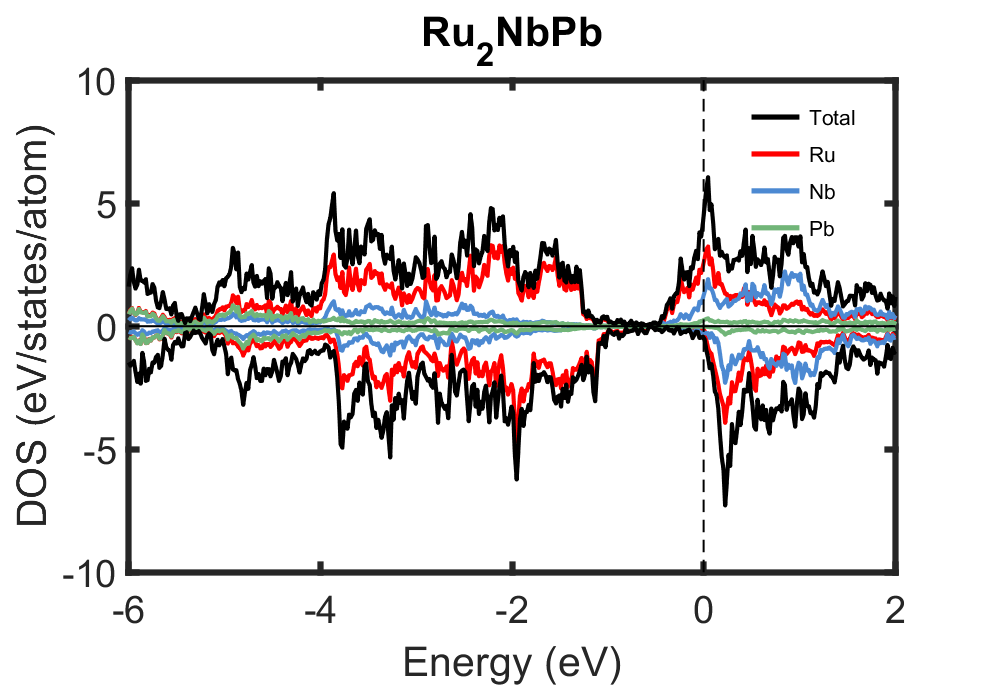 Ru₂NbPb
DOS (eV/states/atom)
10
5
0
-5
-10
Total
Ru
Nb
Pb
-6 -4 -2 0 2
Energy (eV)